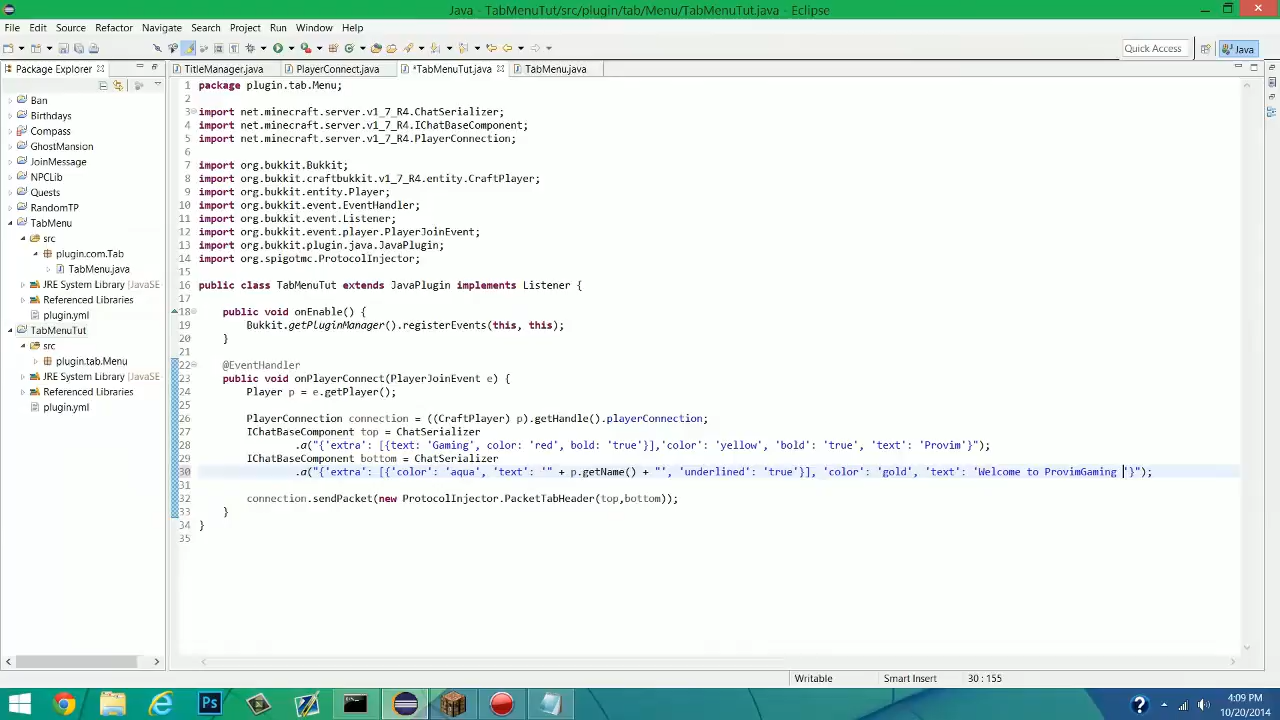 Java - TabMenuTut/src/plugin/tab/Menu/TabMenuTut.java - Eclipse
File Edit Source Refactor Navigate Search Project Run Window Help
Quick Access
Java
Package Explorer
TitleManager.java
PlayerConnect.java
*TabMenuTut.java
TabMenu.java
Ban
Birthdays
Compass
GhostMansion
JoinMessage
NPCLib
Quests
RandomTP
TabMenu
src
plugin.com.Tab
TabMenu.java
JRE System Library [JavaSE
Referenced Libraries
plugin.yml
TabMenuTut
src
plugin.tab.Menu
JRE System Library [JavaSE
Referenced Libraries
plugin.yml
1 package plugin.tab.Menu;
2
3 import net.minecraft.server.v1_7_R4.ChatSerializer;
4 import net.minecraft.server.v1_7_R4.IChatBaseComponent;
5 import net.minecraft.server.v1_7_R4.PlayerConnection;
6
7 import org.bukkit.Bukkit;
8 import org.bukkit.craftbukkit.v1_7_R4.entity.CraftPlayer;
9 import org.bukkit.entity.Player;
10 import org.bukkit.event.EventHandler;
11 import org.bukkit.event.Listener;
12 import org.bukkit.event.player.PlayerJoinEvent;
13 import org.bukkit.plugin.java.JavaPlugin;
14 import org.spigotmc.ProtocolInjector;
15
16 public class TabMenuTut extends JavaPlugin implements Listener {
17
18 public void onEnable() {
19 Bukkit.getPluginManager().registerEvents(this, this);
20 }
21
22 @EventHandler
23 public void onPlayerConnect(PlayerJoinEvent e) {
24 Player p = e.getPlayer();
25
26 PlayerConnection connection = ((CraftPlayer) p).getHandle().playerConnection;
27 IChatBaseComponent top = ChatSerializer
28 .a("{'extra': [{text: 'Gaming', color: 'red', bold: 'true'}],'color': 'yellow', 'bold': 'true', 'text': 'Provim'}");
29 IChatBaseComponent bottom = ChatSerializer
30 .a("{'extra': [{'color': 'aqua', 'text': '" + p.getName() + "', 'underlined': 'true'}], 'color': 'gold', 'text': 'Welcome to ProvimGaming '}");
31
32 connection.sendPacket(new ProtocolInjector.PacketTabHeader(top,bottom));
33 }
34 }
35
Writable
Smart Insert
30 : 155
Ps
4:09 PM
10/20/2014